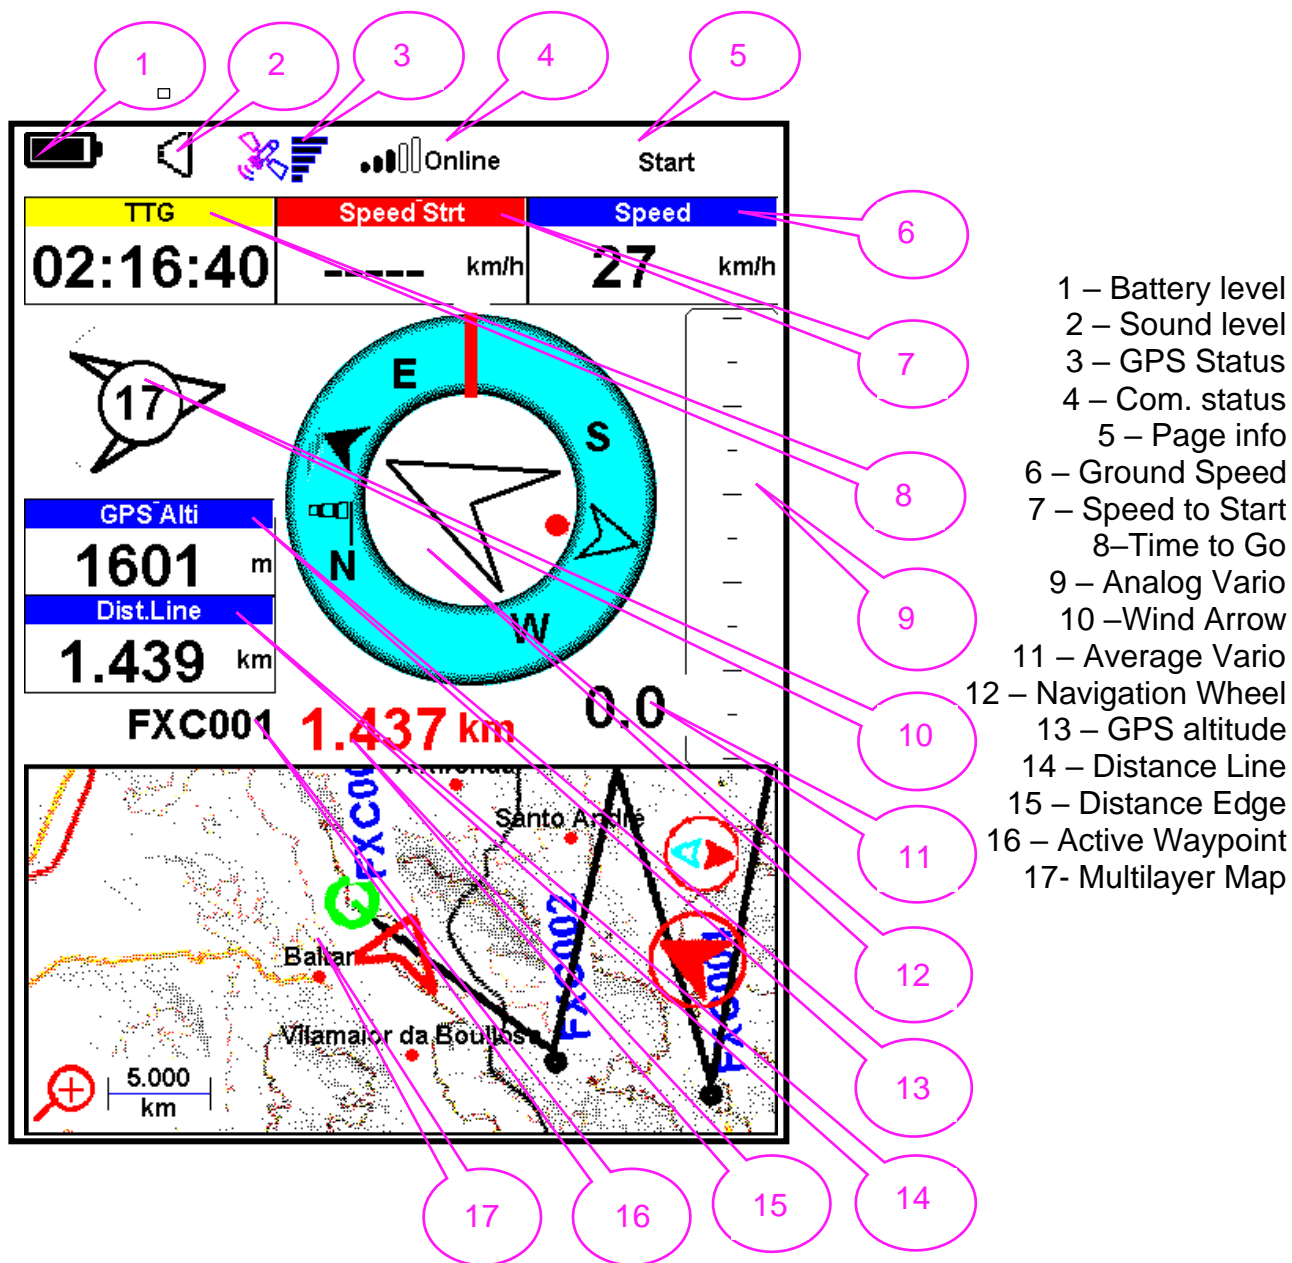 1 2 3 4 5
Online Start
TTG Speed Strt Speed
02:16:40 ----- km/h 27 km/h
6
7
8
9
10
11
12
13
14
15
16
17
17
E S N W
GPS Alti
1601 m
Dist.Line
1.439 km
FXC001 1.437 km 0.0
Santo André
FXC002
Baltar
Vilamaior da Boullosa
5.000
km
1 – Battery level
2 – Sound level
3 – GPS Status
4 – Com. status
5 – Page info
6 – Ground Speed
7 – Speed to Start
8–Time to Go
9 – Analog Vario
10 –Wind Arrow
11 – Average Vario
12 – Navigation Wheel
13 – GPS altitude
14 – Distance Line
15 – Distance Edge
16 – Active Waypoint
17- Multilayer Map